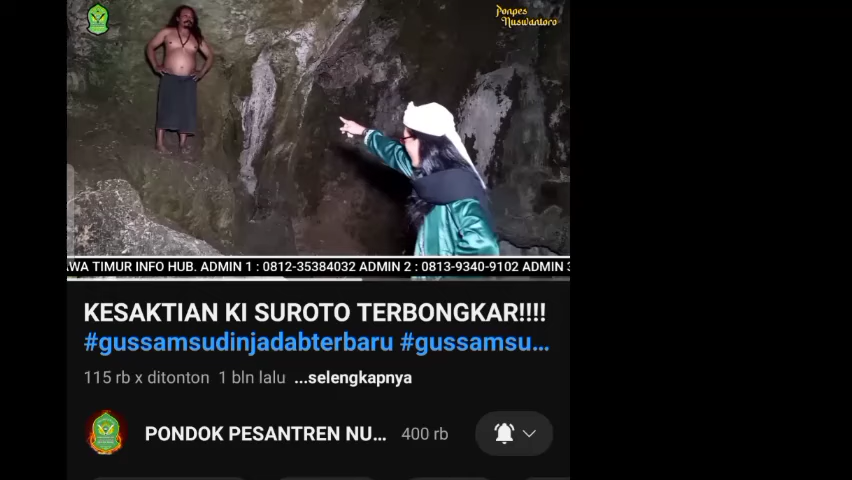 Ponpes
Nuswantoro
WA TIMUR INFO HUB. ADMIN 1 : 0812-35384032 ADMIN 2 : 0813-9340-9102 ADMIN 3
KESAKTIAN KI SUROTO TERBONGKAR!!!!
#gussamsudinjadabterbaru #gussamsu...
115 rb x ditonton 1 bln lalu ...selengkapnya
PONDOK PESANTREN NU... 400 rb